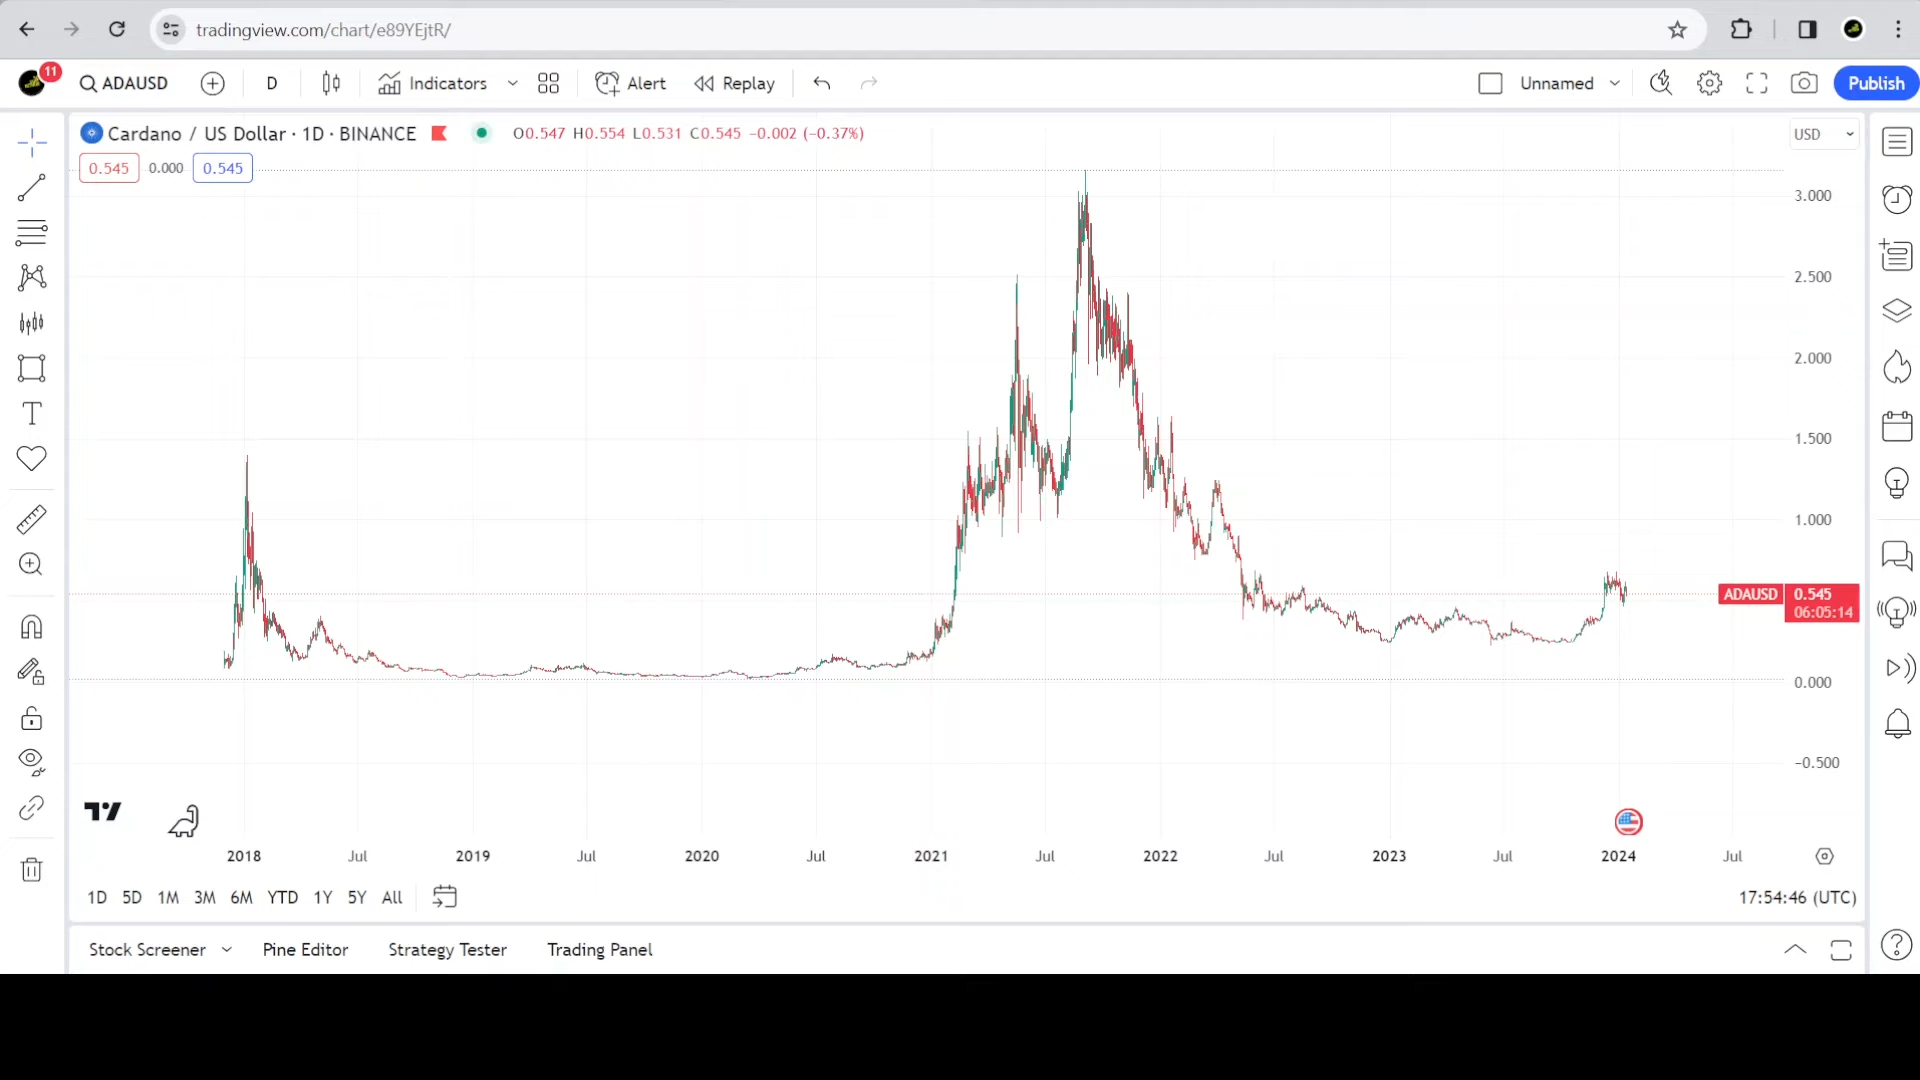 tradingview.com/chart/e89YEjtR/
11
ADAUSD
D
Indicators
Alert
Replay
Unnamed
Publish
Cardano / US Dollar · 1D · BINANCE
O0.547 H0.554 L0.531 C0.545 −0.002 (−0.37%)
USD
0.545 0.000 0.545
3.000
2.500
2.000
1.500
1.000
ADAUSD 0.545
06:05:14
0.000
−0.500
2018 Jul 2019 Jul 2020 Jul 2021 Jul 2022 Jul 2023 Jul 2024 Jul
1D 5D 1M 3M 6M YTD 1Y 5Y All
17:54:46 (UTC)
Stock Screener Pine Editor Strategy Tester Trading Panel